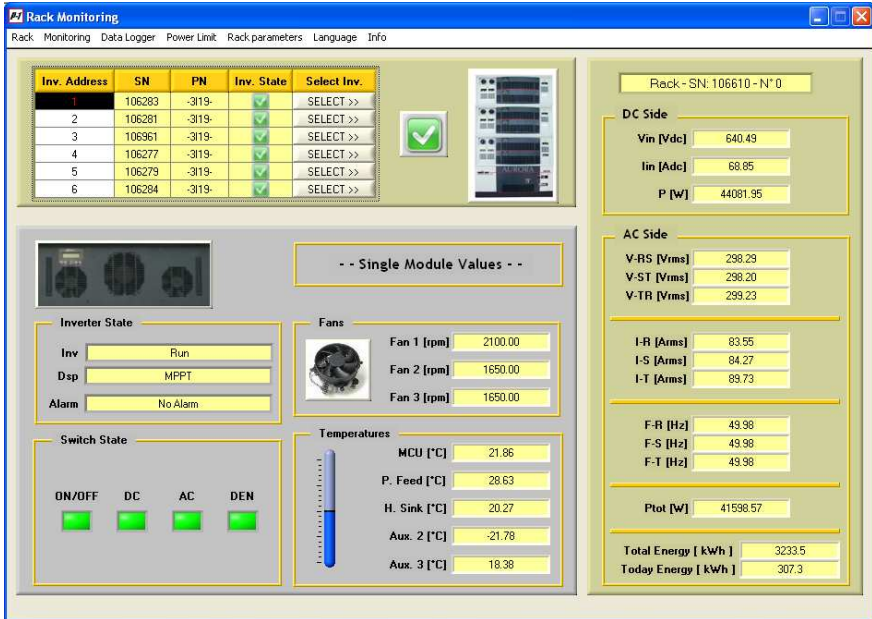 Rack Monitoring
Rack Monitoring Data Logger Power Limit Rack parameters Language Info
Inv. Address SN PN Inv. State Select Inv.
1 106283 -3I19- SELECT >>
2 106281 -3I19- SELECT >>
3 106961 -3I19- SELECT >>
4 106277 -3I19- SELECT >>
5 106279 -3I19- SELECT >>
6 106284 -3I19- SELECT >>
AURORA
- - Single Module Values - -
Inverter State
Inv Run
Dsp MPPT
Alarm No Alarm
Fans
Fan 1 [rpm] 2100.00
Fan 2 [rpm] 1650.00
Fan 3 [rpm] 1650.00
Switch State
ON/OFF DC AC DEN
Temperatures
MCU [°C] 21.86
P. Feed [°C] 28.63
H. Sink [°C] 20.27
Aux. 2 [°C] -21.78
Aux. 3 [°C] 18.38
Rack - SN: 106610 - N° 0
DC Side
Vin [Vdc] 640.49
Iin [Adc] 68.85
P [W] 44081.95
AC Side
V-RS [Vrms] 298.29
V-ST [Vrms] 298.20
V-TR [Vrms] 299.23
I-R [Arms] 83.55
I-S [Arms] 84.27
I-T [Arms] 89.73
F-R [Hz] 49.98
F-S [Hz] 49.98
F-T [Hz] 49.98
Ptot [W] 41598.57
Total Energy [ kWh ] 3233.5
Today Energy [ kWh ] 307.3